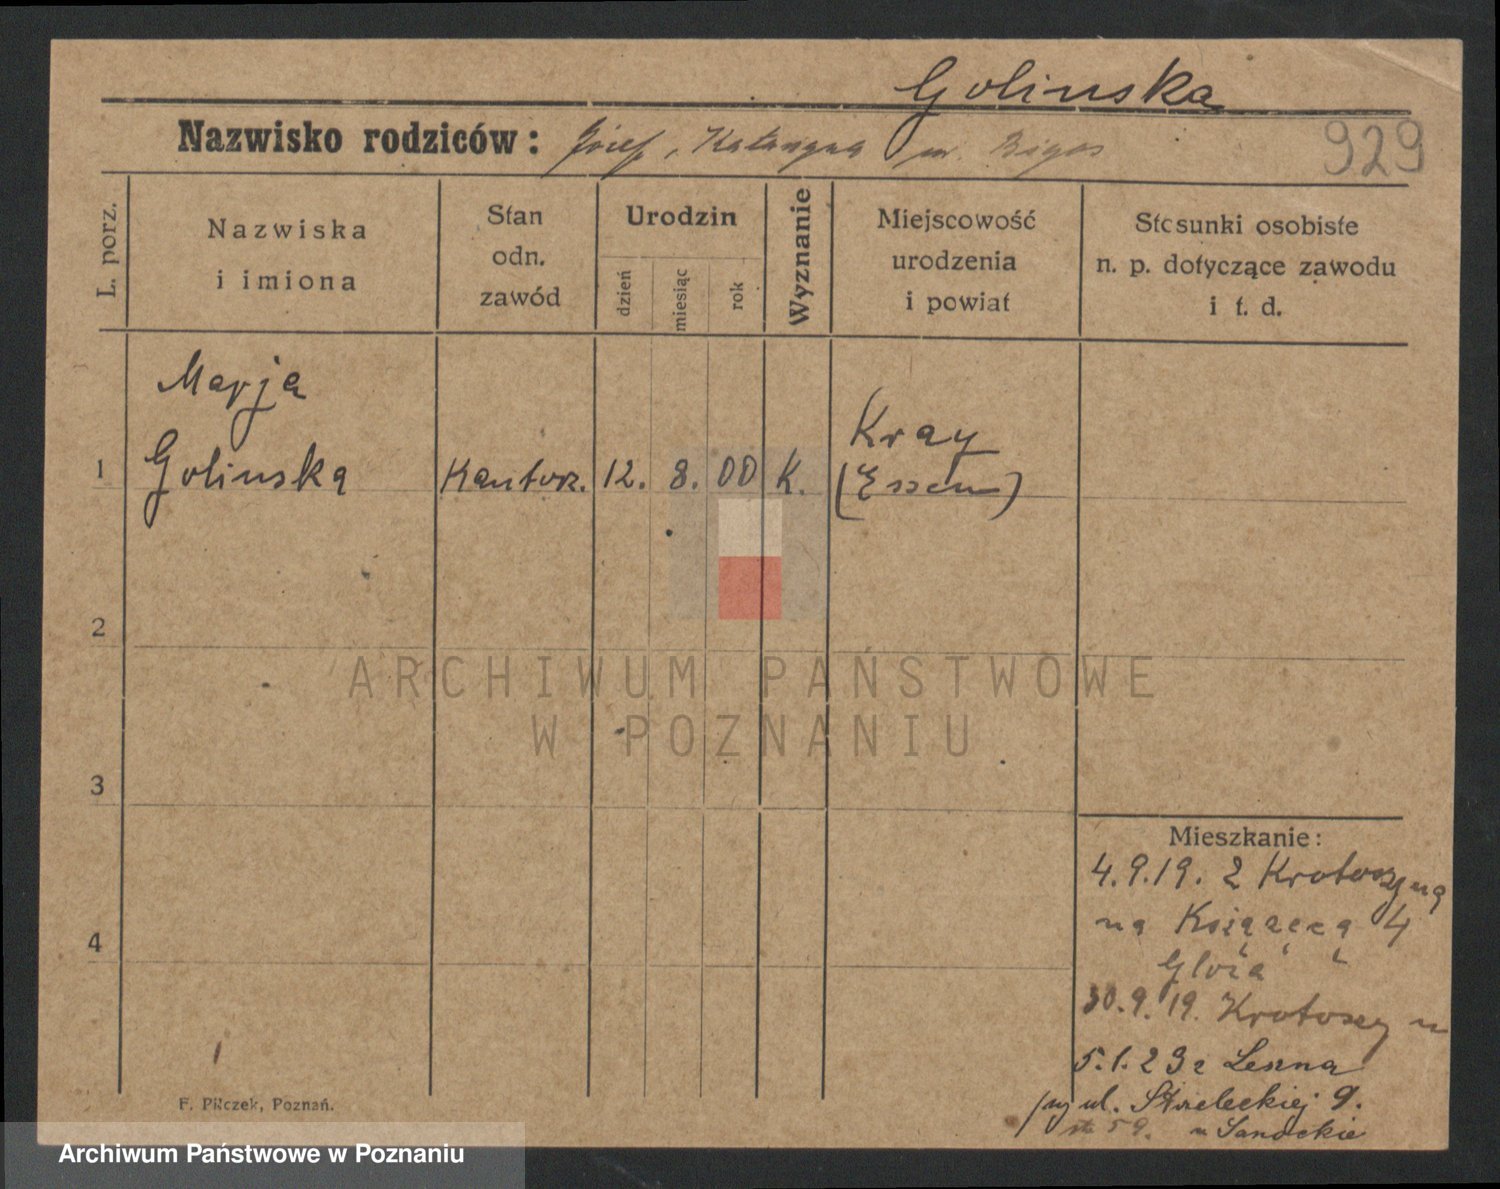 Golinska
Nazwisko rodziców: Józef, Katarzyna Bigos
929
L. porz.
Nazwiska
i imiona
Stan
odn.
zawód
Urodzin
dzień
miesiąc
rok
Wyznanie
Miejscowość
urodzenia
i powiat
Stosunki osobiste
n. p. dotyczące zawodu
i t. d.
Marja
1 Golinska Kantorz. 12. 8. 00 K. Kray
(Essen)
2
ARCHIWUM PAŃSTWOWE
W POZNANIU
3
4
Mieszkanie:
4.9.19. z Krotoszyna
na Książęcą 4
Gloza
30.9.19. Krotoszyn
5.1.23 z Leszna
ul. Strzeleckiej 9.
Sanockie
F. Pilczek, Poznań.
Archiwum Państwowe w Poznaniu